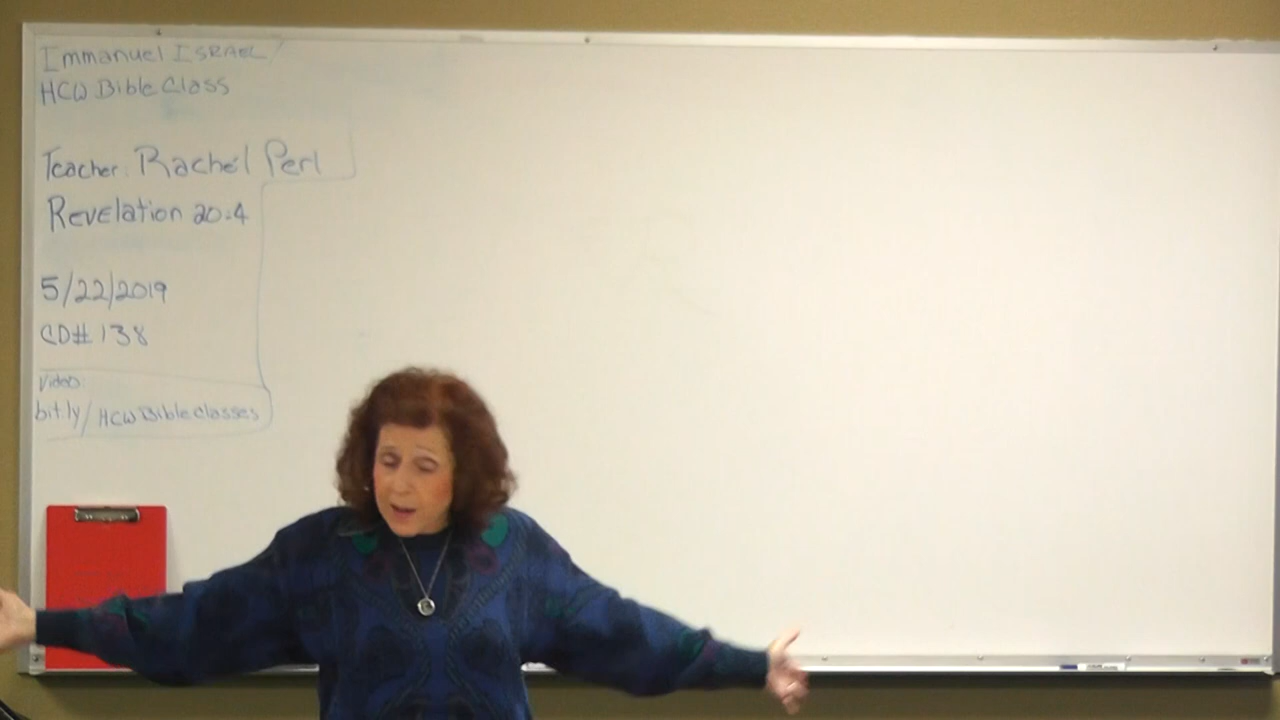 Immanuel ISRAEL/
HCW Bible Class
Teacher: Rachel Perl
Revelation 20:4
5/22/2019
CD# 138
Video:
bit.ly/HCWBibleclasses